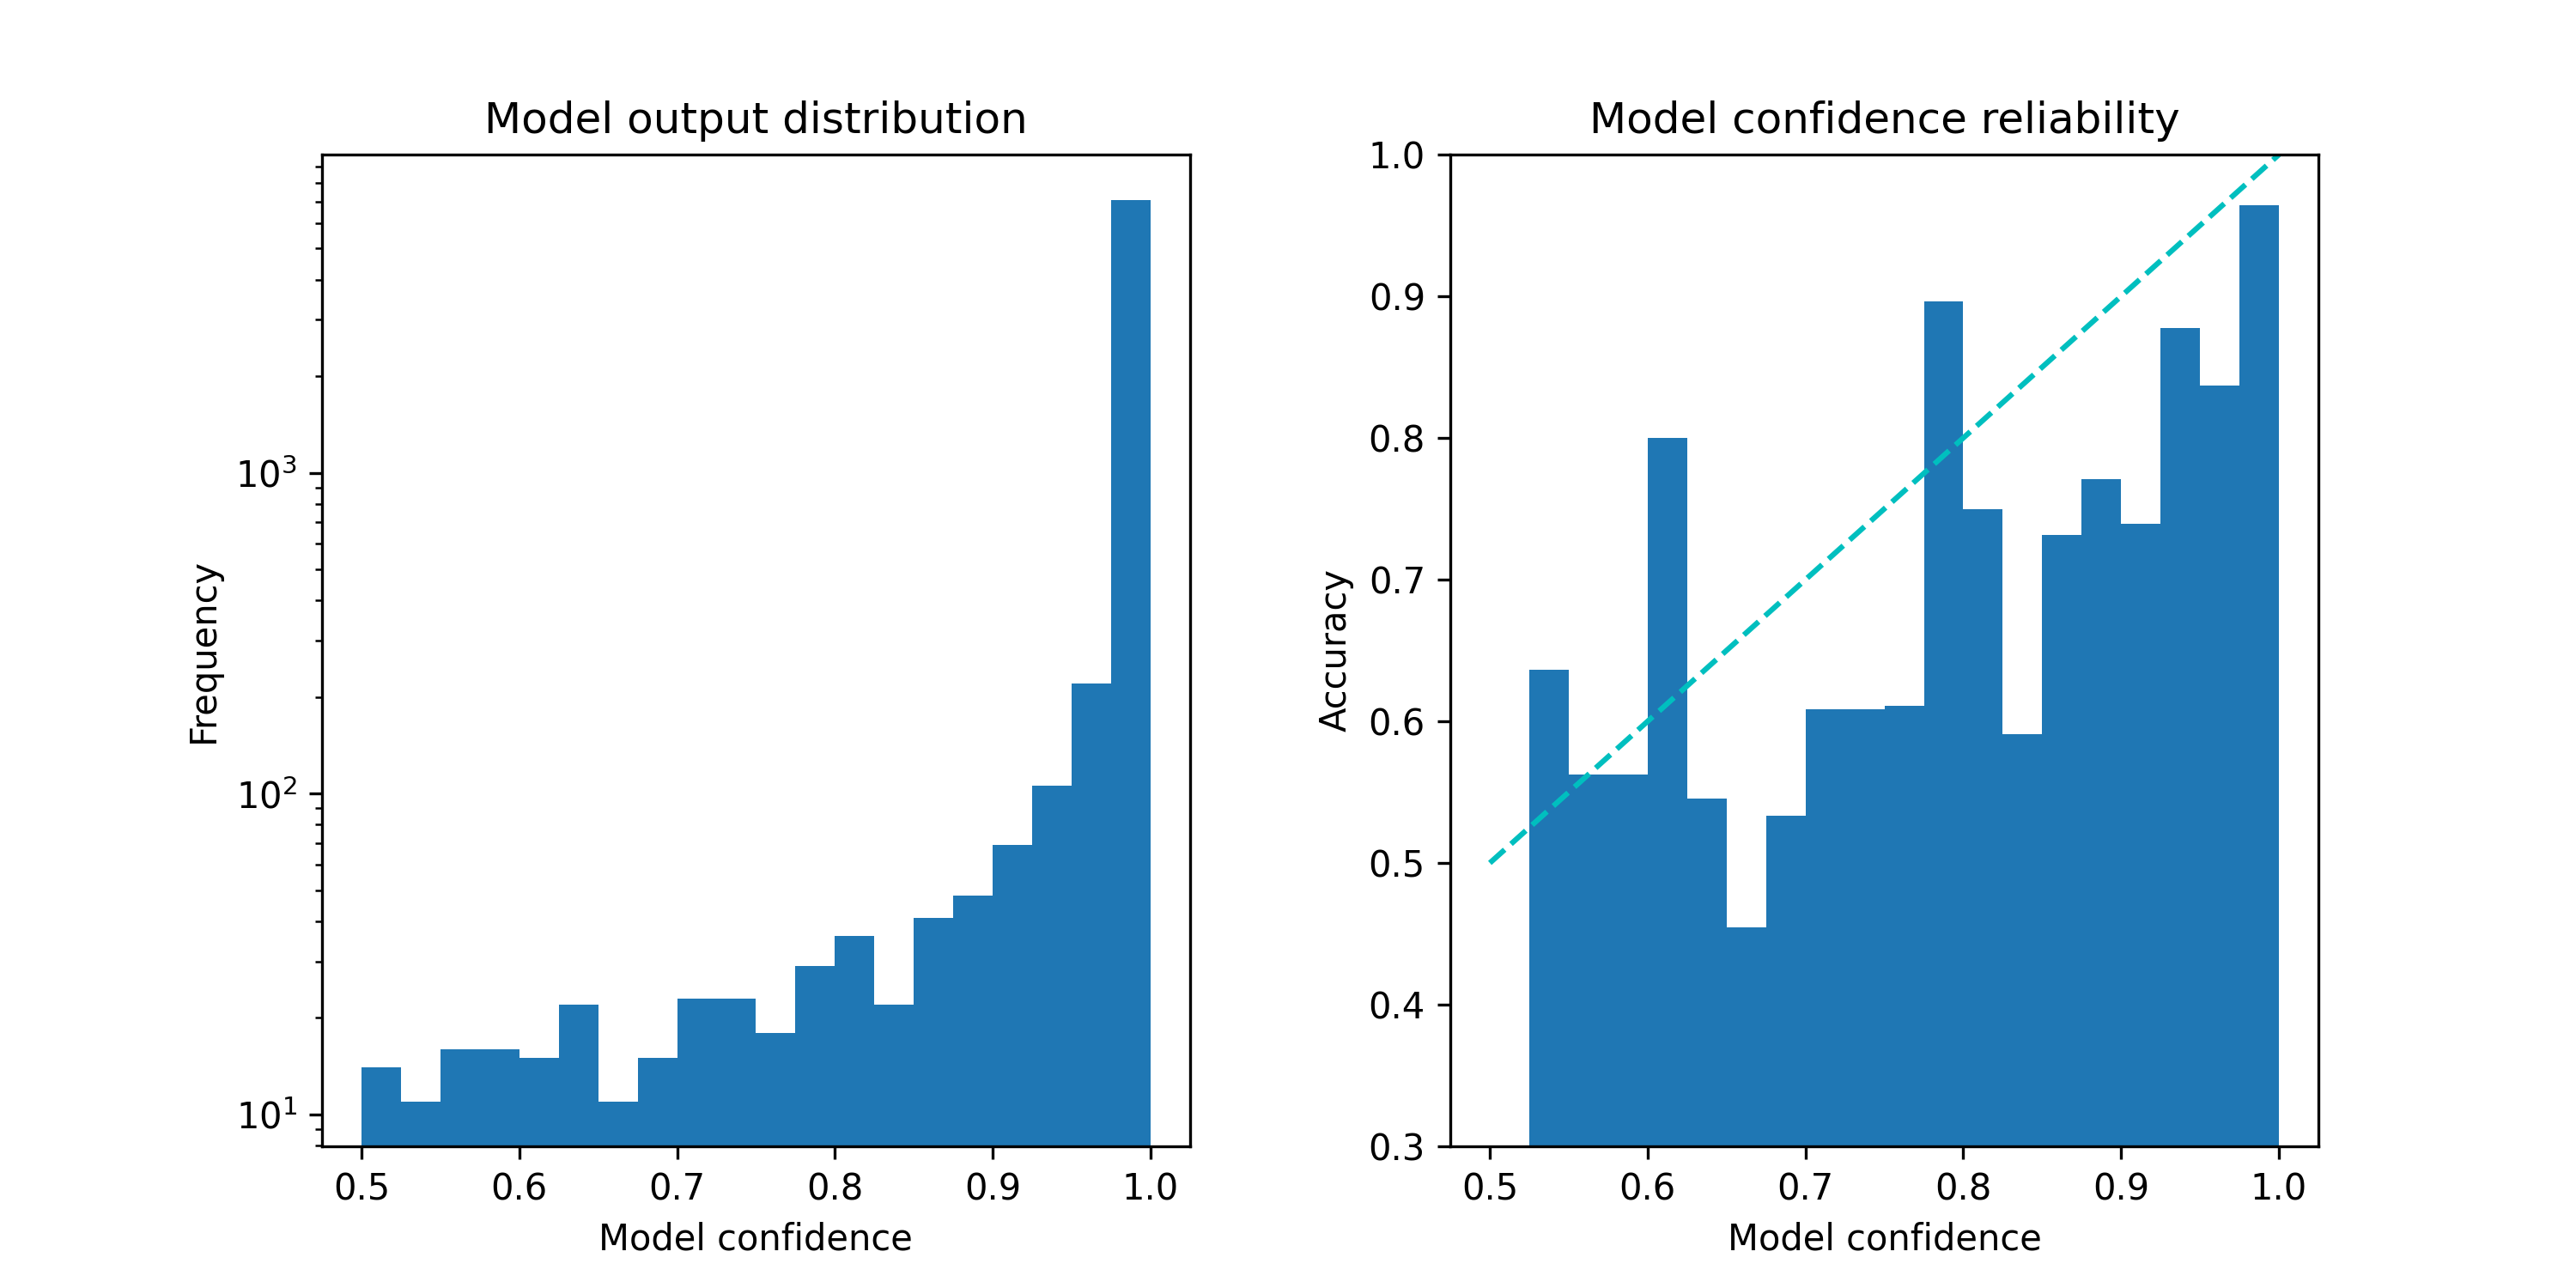 Model output distribution
Frequency
10³
10²
10¹
0.5 0.6 0.7 0.8 0.9 1.0
Model confidence
Model confidence reliability
Accuracy
1.0
0.9
0.8
0.7
0.6
0.5
0.4
0.3
0.5 0.6 0.7 0.8 0.9 1.0
Model confidence